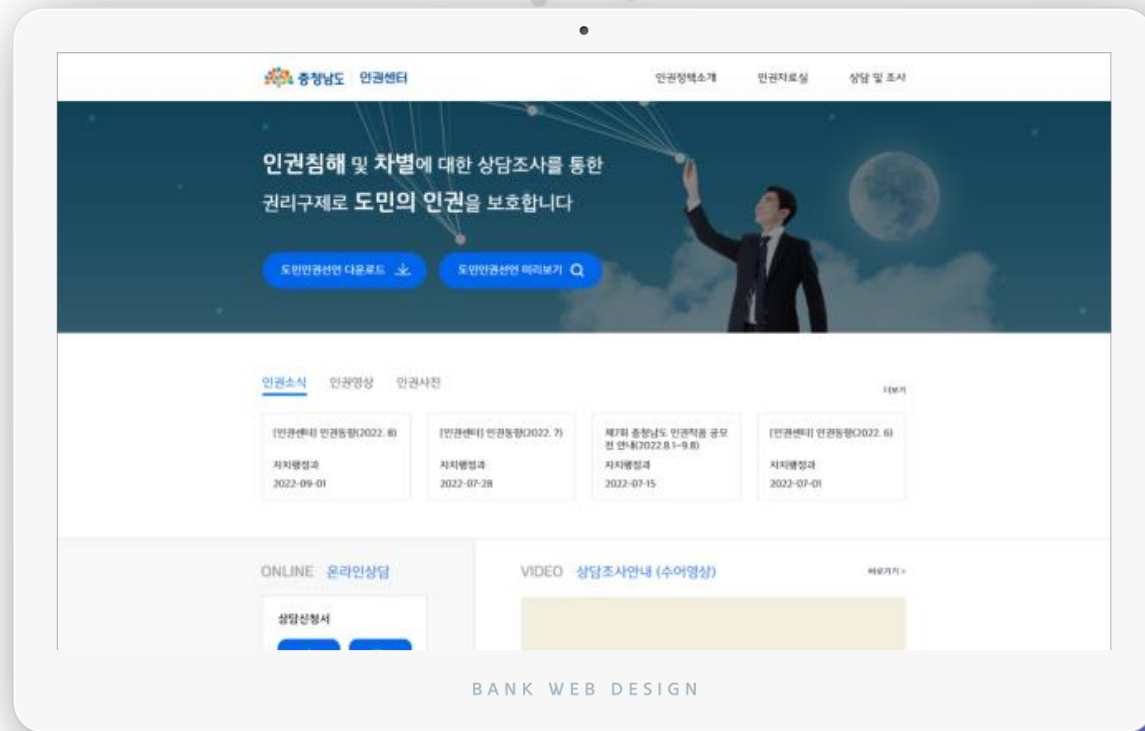 충청남도 인권센터
인권정책소개 인권자료실 상담 및 조사
인권침해 및 차별에 대한 상담조사를 통한
권리구제로 도민의 인권을 보호합니다
도민인권선언 다운로드
도민인권선언 미리보기
인권소식 인권영상 인권사진
더보기
[인권센터] 인권동향(2022. 8)
자치행정과
2022-09-01
[인권센터] 인권동향(2022. 7)
자치행정과
2022-07-28
제7회 충청남도 인권작품 공모
전 안내(2022.8.1~9.8)
자치행정과
2022-07-15
[인권센터] 인권동향(2022. 6)
자치행정과
2022-07-01
ONLINE 온라인상담
상담신청서
VIDEO 상담조사안내 (수어영상)
바로가기 >
BANK WEB DESIGN